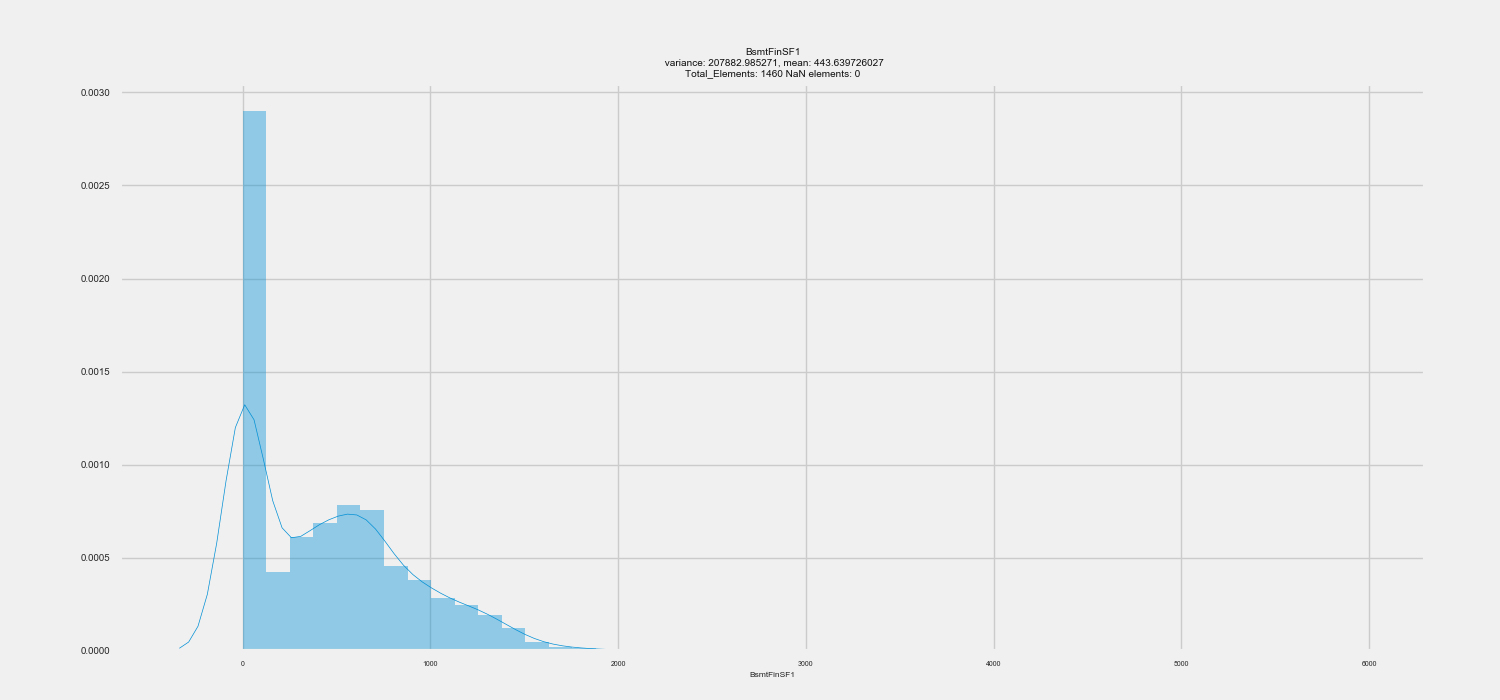 BsmtFinSF1
variance: 207882.985271, mean: 443.639726027
Total_Elements: 1460 NaN elements: 0
0.0030
0.0025
0.0020
0.0015
0.0010
0.0005
0.0000
0 1000 2000 3000 4000 5000 6000
BsmtFinSF1